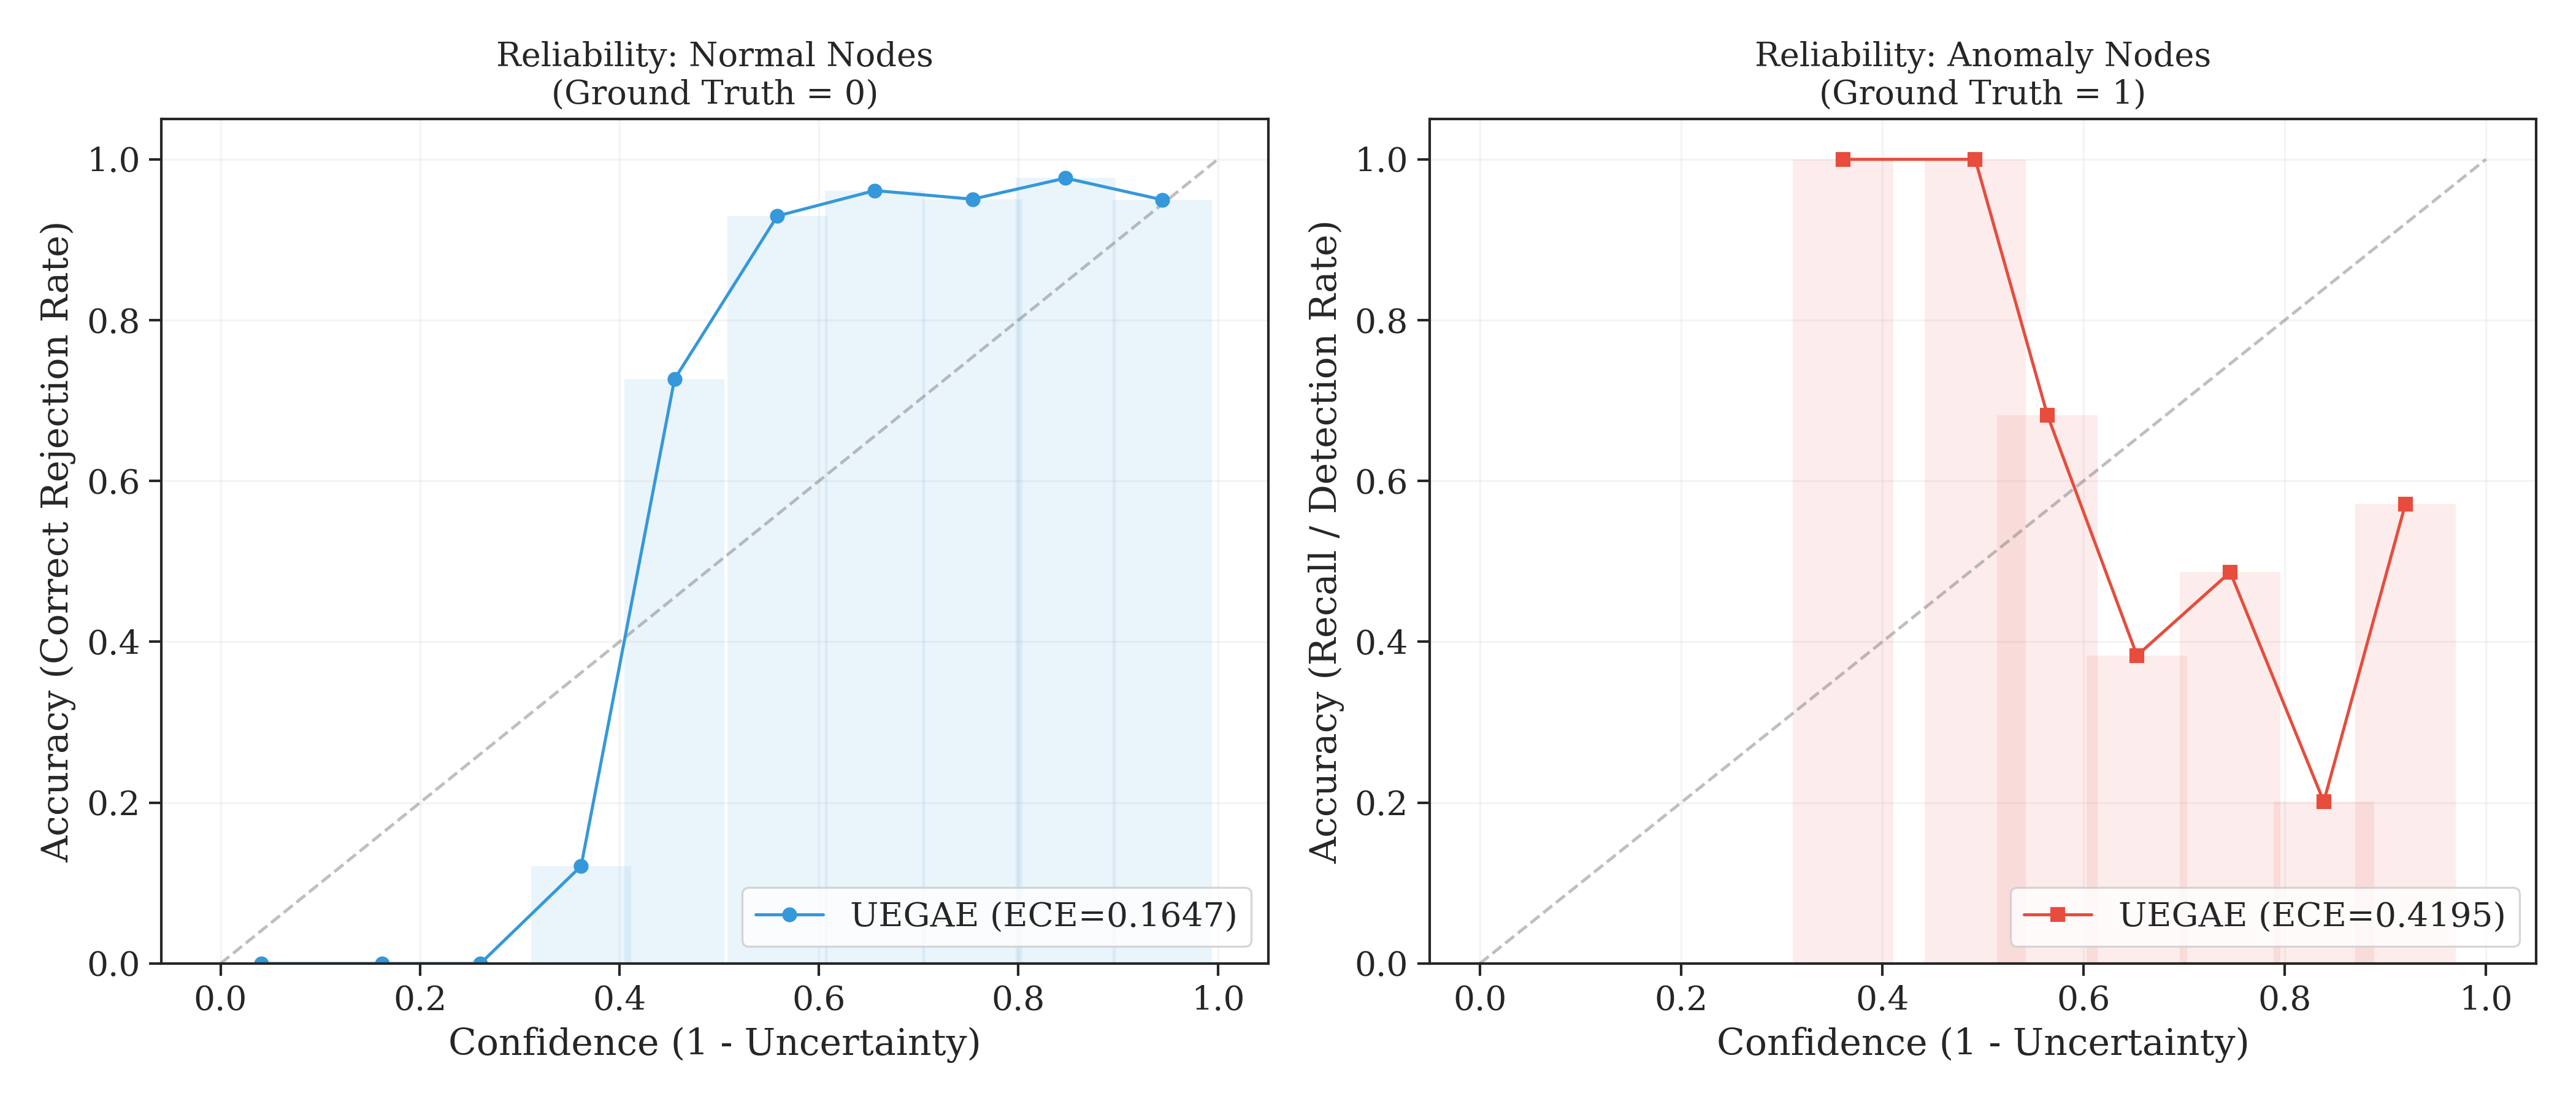 Reliability: Normal Nodes
(Ground Truth = 0)
Accuracy (Correct Rejection Rate)
1.0
0.8
0.6
0.4
0.2
0.0
0.0 0.2 0.4 0.6 0.8 1.0
Confidence (1 - Uncertainty)
UEGAE (ECE=0.1647)
Reliability: Anomaly Nodes
(Ground Truth = 1)
Accuracy (Recall / Detection Rate)
1.0
0.8
0.6
0.4
0.2
0.0
0.0 0.2 0.4 0.6 0.8 1.0
Confidence (1 - Uncertainty)
UEGAE (ECE=0.4195)